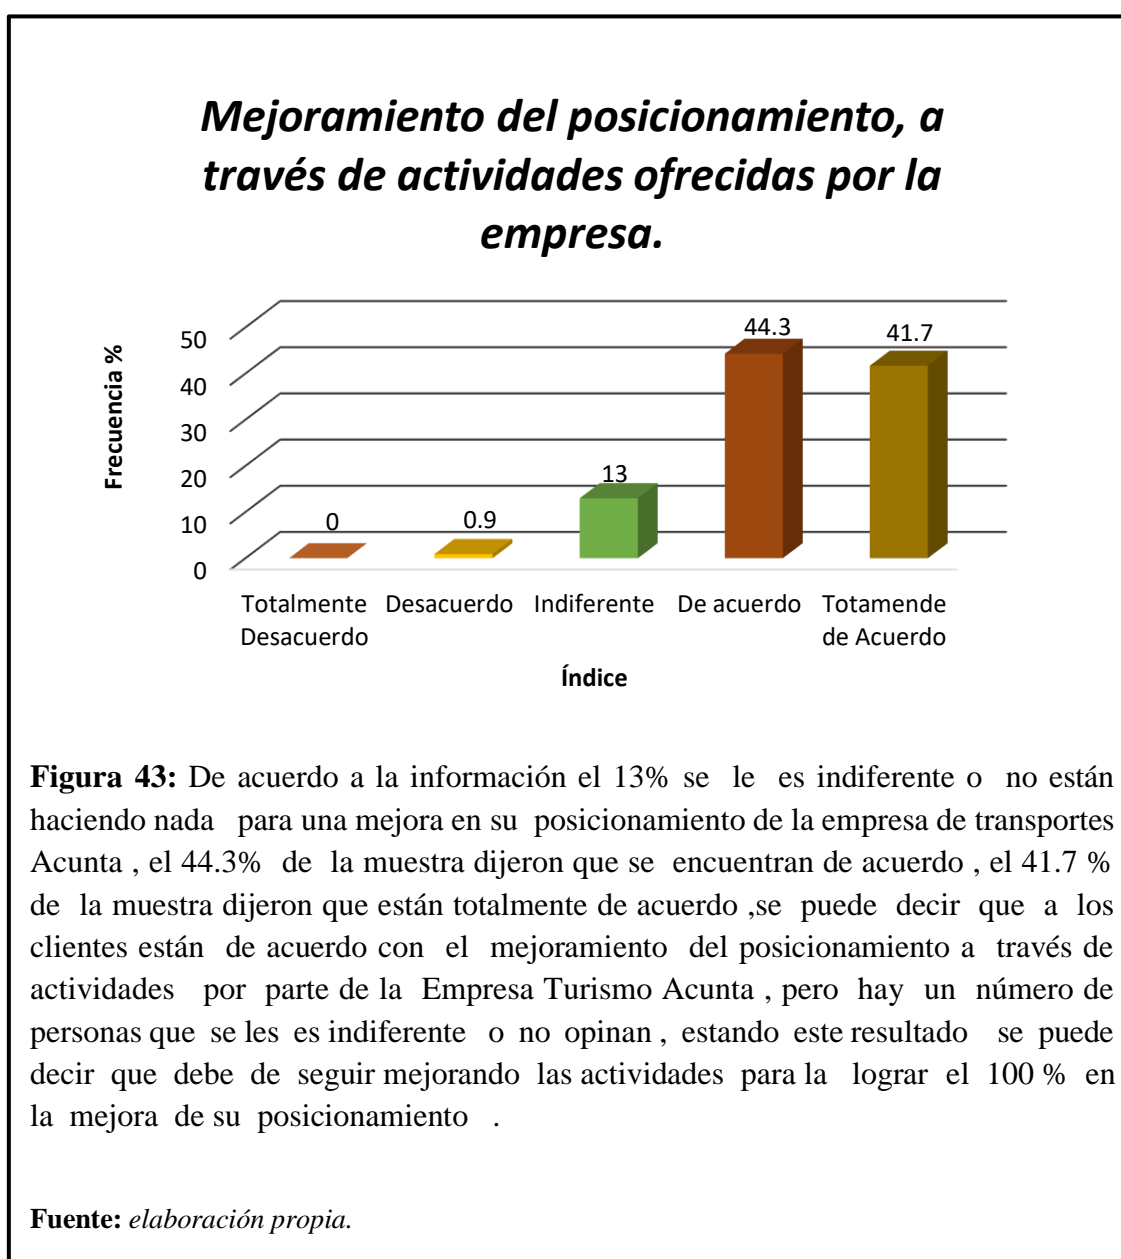 Mejoramiento del posicionamiento, a
través de actividades ofrecidas por la
empresa.
Frecuencia %
50
40
30
20
10
0
0
0.9
13
44.3
41.7
Totalmente Desacuerdo
Desacuerdo
Indiferente
De acuerdo
Totamende de Acuerdo
Índice
Figura 43: De acuerdo a la información el 13% se le es indiferente o no están
haciendo nada para una mejora en su posicionamiento de la empresa de transportes
Acunta , el 44.3% de la muestra dijeron que se encuentran de acuerdo , el 41.7 %
de la muestra dijeron que están totalmente de acuerdo ,se puede decir que a los
clientes están de acuerdo con el mejoramiento del posicionamiento a través de
actividades por parte de la Empresa Turismo Acunta , pero hay un número de
personas que se les es indiferente o no opinan , estando este resultado se puede
decir que debe de seguir mejorando las actividades para la lograr el 100 % en
la mejora de su posicionamiento .
Fuente: elaboración propia.